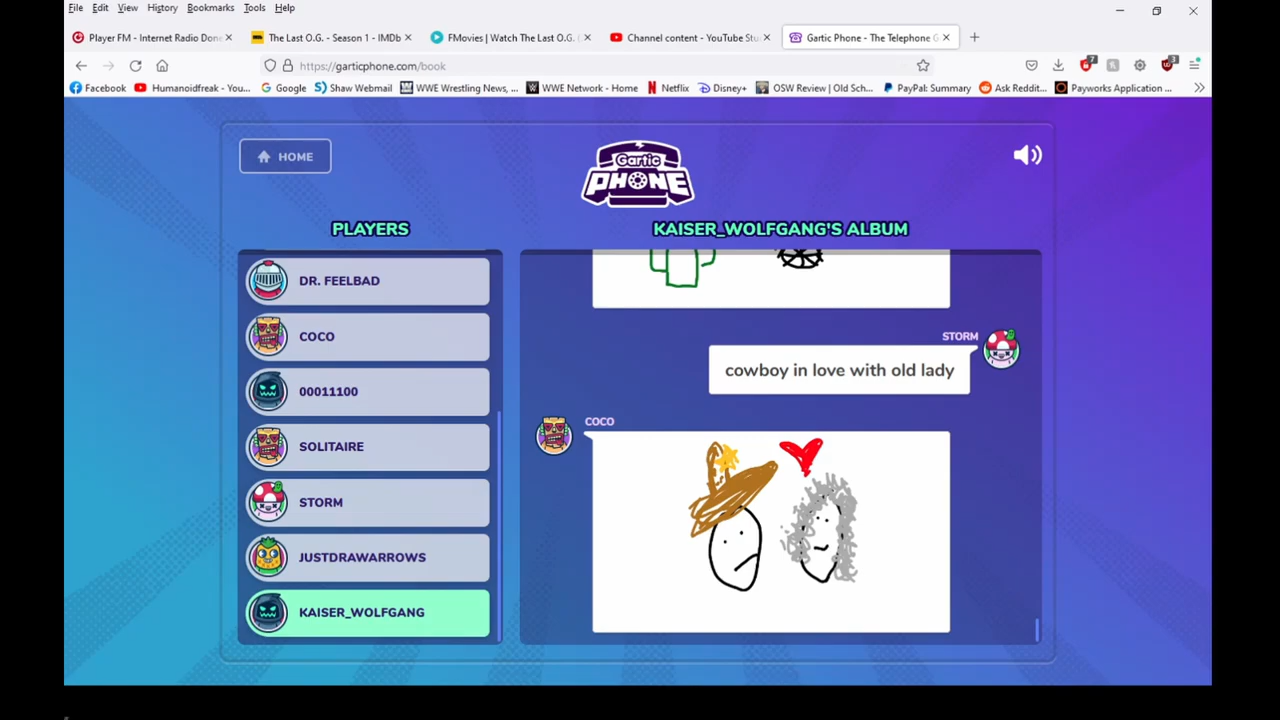 File Edit View History Bookmarks Tools Help
Player FM - Internet Radio Done
The Last O.G. - Season 1 - IMDb
FMovies | Watch The Last O.G.
Channel content - YouTube Stu
Gartic Phone - The Telephone G
https://garticphone.com/book
7
3
Facebook
Humanoidfreak - You...
Google
Shaw Webmail
WWE Wrestling News, ...
WWE Network - Home
Netflix
Disney+
OSW Review | Old Sch...
PayPal: Summary
Ask Reddit...
Payworks Application ...
HOME
Gartic
PHONE
PLAYERS
KAISER_WOLFGANG'S ALBUM
DR. FEELBAD
COCO
00011100
SOLITAIRE
STORM
JUSTDRAWARROWS
KAISER_WOLFGANG
STORM
cowboy in love with old lady
COCO